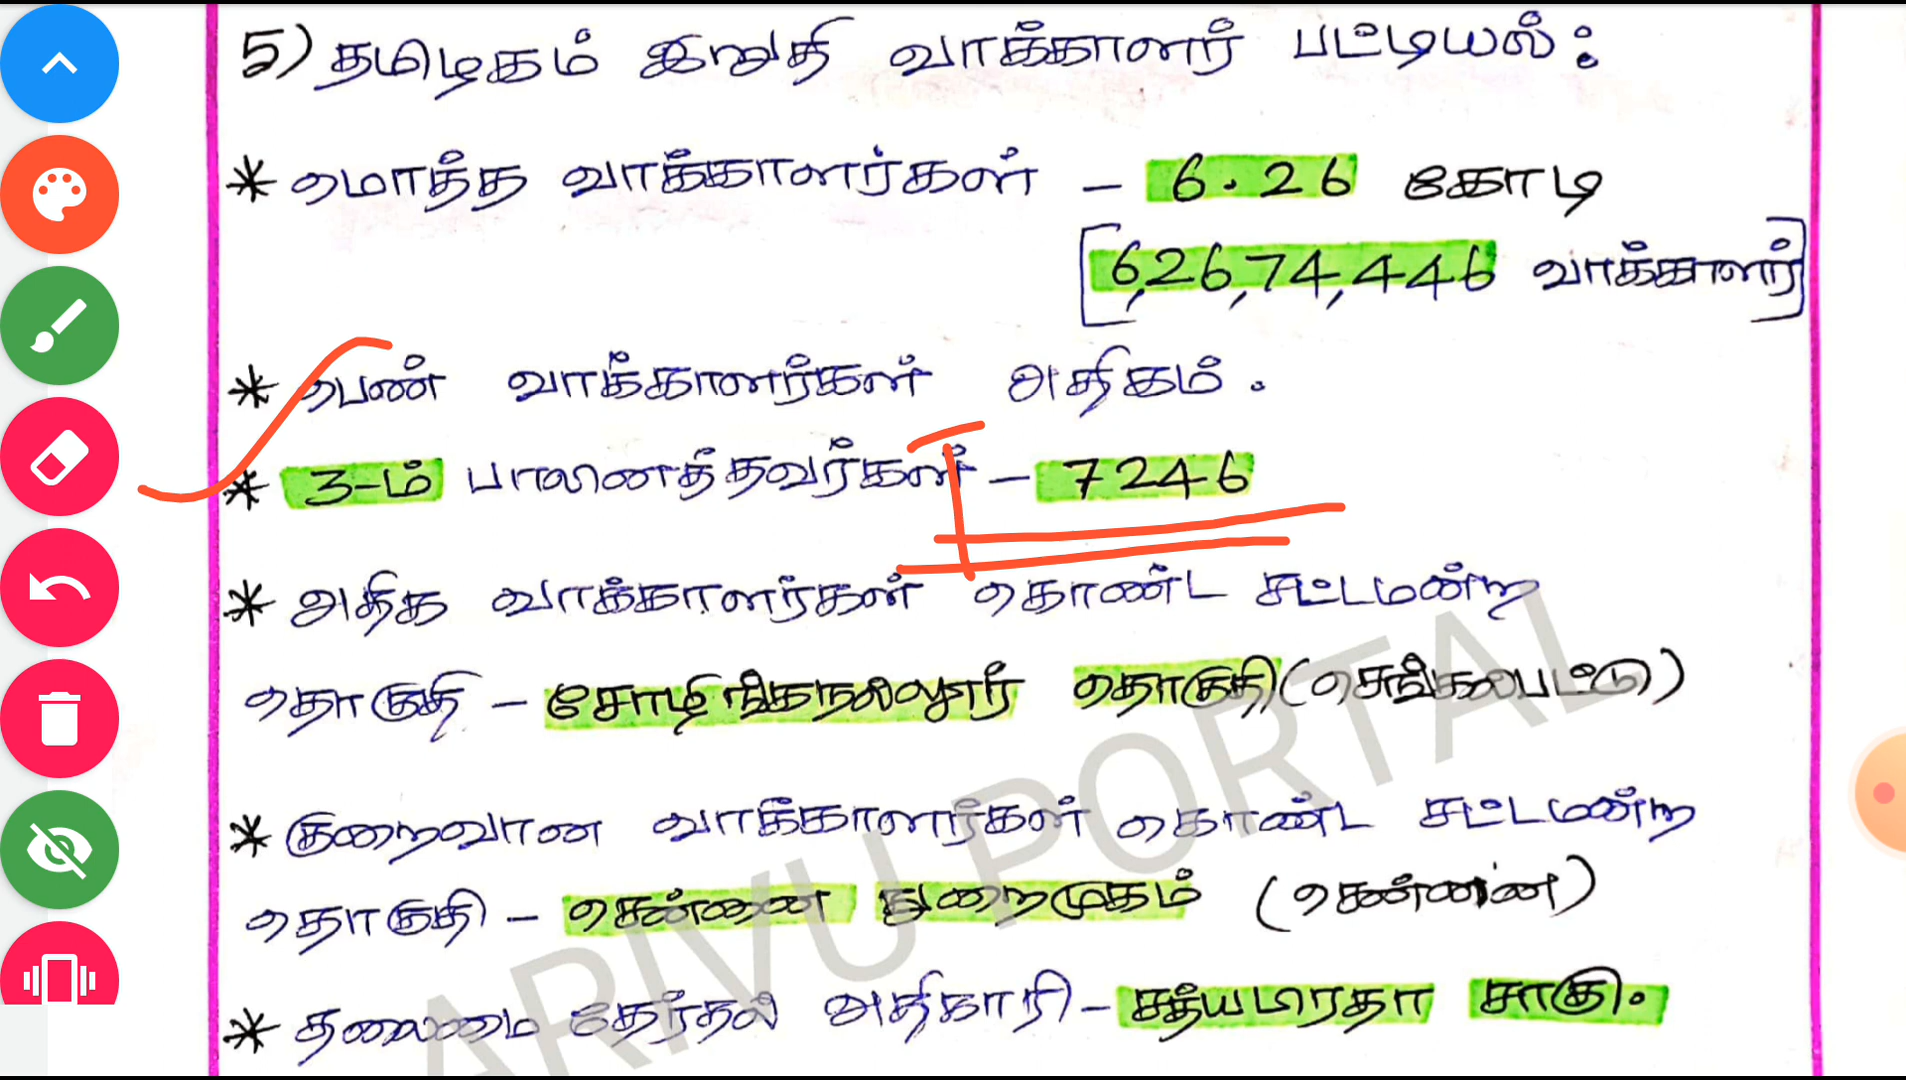 5) தமிழகம் இறுதி வாக்காளர் பட்டியல் :
* மொத்த வாக்காளர்கள் - 6.26 கோடி
[6,26,74,446 வாக்காளர்]
* பெண் வாக்காளர்கள் அதிகம்.
* 3-ம் பாலினத்தவர்கள் - 7246
* அதிக வாக்காளர்கள் கொண்ட சட்டமன்ற
தொகுதி - சோழிங்கநல்லூர் தொகுதி (செங்கல்பட்டு)
* குறைவான வாக்காளர்கள் கொண்ட சட்டமன்ற
தொகுதி - சென்னை துறைமுகம் (சென்னை)
* தலைமை தேர்தல் அதிகாரி - சத்யபிரதா சாகு.
ARIVU PORTAL